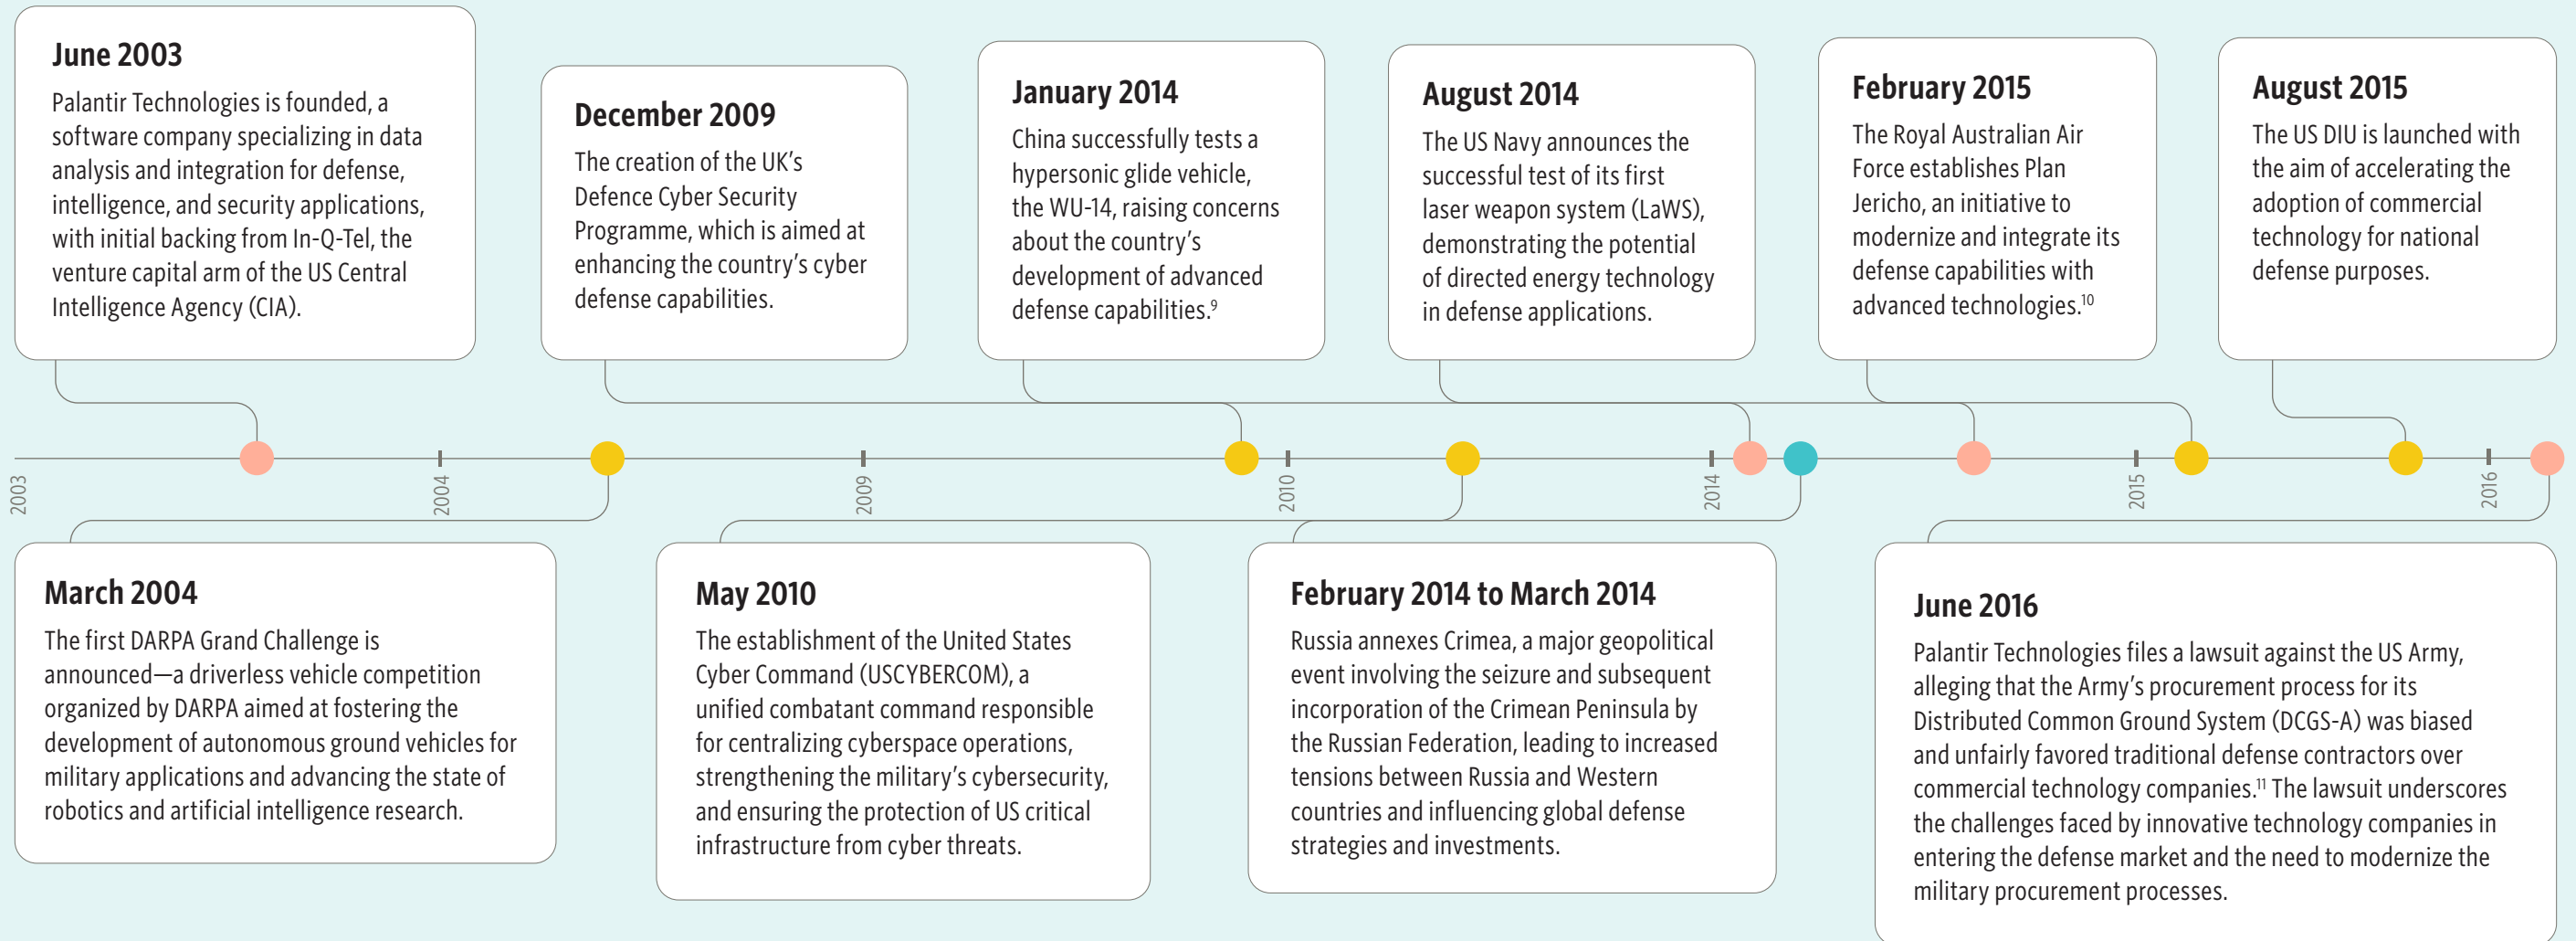 June 2003
Palantir Technologies is founded, a
software company specializing in data
analysis and integration for defense,
intelligence, and security applications,
with initial backing from In-Q-Tel, the
venture capital arm of the US Central
Intelligence Agency (CIA).
December 2009
The creation of the UK’s
Defence Cyber Security
Programme, which is aimed at
enhancing the country’s cyber
defense capabilities.
January 2014
China successfully tests a
hypersonic glide vehicle,
the WU-14, raising concerns
about the country’s
development of advanced
defense capabilities.⁹
August 2014
The US Navy announces the
successful test of its first
laser weapon system (LaWS),
demonstrating the potential
of directed energy technology
in defense applications.
February 2015
The Royal Australian Air
Force establishes Plan
Jericho, an initiative to
modernize and integrate its
defense capabilities with
advanced technologies.¹⁰
August 2015
The US DIU is launched with
the aim of accelerating the
adoption of commercial
technology for national
defense purposes.
2003
2004
2009
2010
2014
2015
2016
March 2004
The first DARPA Grand Challenge is
announced—a driverless vehicle competition
organized by DARPA aimed at fostering the
development of autonomous ground vehicles for
military applications and advancing the state of
robotics and artificial intelligence research.
May 2010
The establishment of the United States
Cyber Command (USCYBERCOM), a
unified combatant command responsible
for centralizing cyberspace operations,
strengthening the military’s cybersecurity,
and ensuring the protection of US critical
infrastructure from cyber threats.
February 2014 to March 2014
Russia annexes Crimea, a major geopolitical
event involving the seizure and subsequent
incorporation of the Crimean Peninsula by
the Russian Federation, leading to increased
tensions between Russia and Western
countries and influencing global defense
strategies and investments.
June 2016
Palantir Technologies files a lawsuit against the US Army,
alleging that the Army’s procurement process for its
Distributed Common Ground System (DCGS-A) was biased
and unfairly favored traditional defense contractors over
commercial technology companies.¹¹ The lawsuit underscores
the challenges faced by innovative technology companies in
entering the defense market and the need to modernize the
military procurement processes.